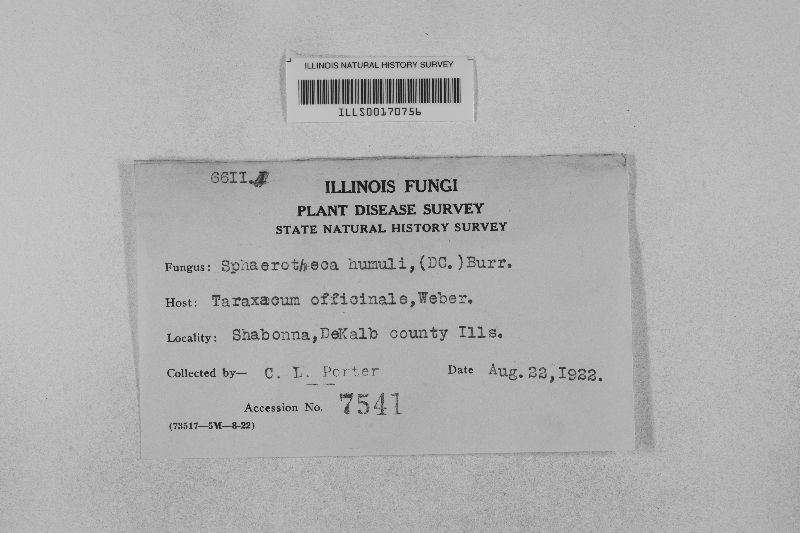 ILLINOIS NATURAL HISTORY SURVEY
ILLS00170756
66II.
ILLINOIS FUNGI
PLANT DISEASE SURVEY
STATE NATURAL HISTORY SURVEY
Fungus: Sphaerotheca humuli,(DC.)Burr.
Host: Taraxacum officinale,Weber.
Locality: Shabonna,DeKalb county Ills.
Collected by— C. L. Porter Date Aug.22,1922.
Accession No. 7541
(73517—5M—8-22)